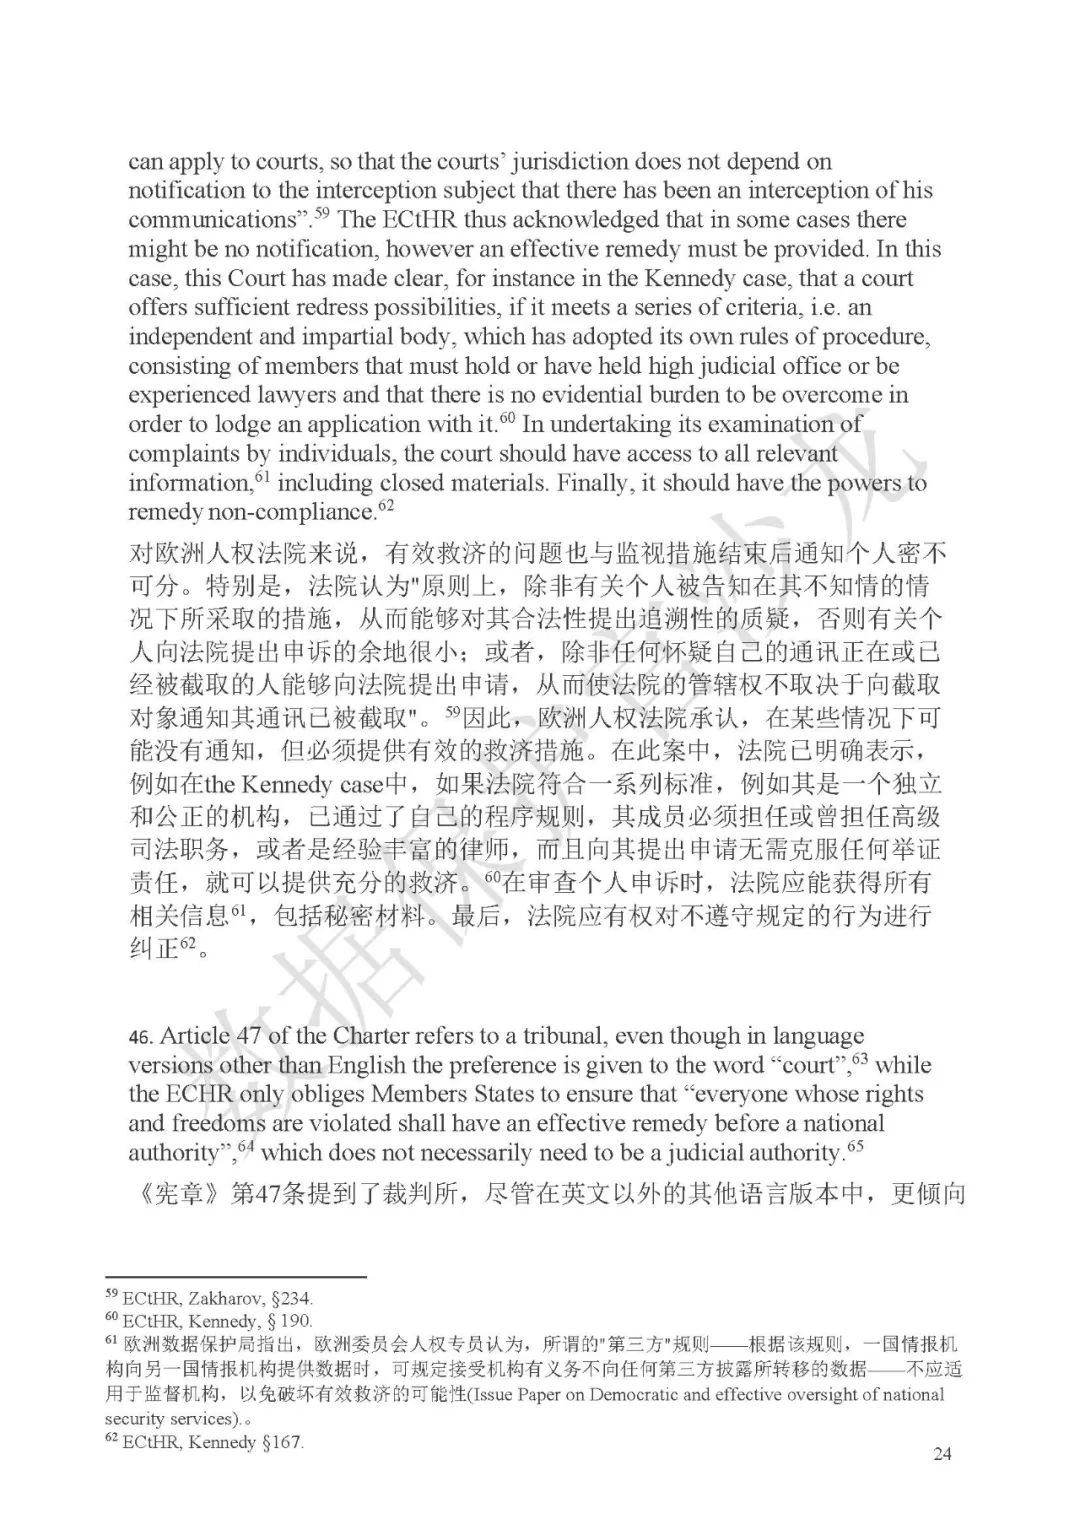 can apply to courts, so that the courts’ jurisdiction does not depend on
notification to the interception subject that there has been an interception of his
communications”.59 The ECtHR thus acknowledged that in some cases there
might be no notification, however an effective remedy must be provided. In this
case, this Court has made clear, for instance in the Kennedy case, that a court
offers sufficient redress possibilities, if it meets a series of criteria, i.e. an
independent and impartial body, which has adopted its own rules of procedure,
consisting of members that must hold or have held high judicial office or be
experienced lawyers and that there is no evidential burden to be overcome in
order to lodge an application with it.60 In undertaking its examination of
complaints by individuals, the court should have access to all relevant
information,61 including closed materials. Finally, it should have the powers to
remedy non-compliance.62
对欧洲人权法院来说，有效救济的问题也与监视措施结束后通知个人密不
可分。特别是，法院认为"原则上，除非有关个人被告知在其不知情的情
况下所采取的措施，从而能够对其合法性提出追溯性的质疑，否则有关个
人向法院提出申诉的余地很小；或者，除非任何怀疑自己的通讯正在或已
经被截取的人能够向法院提出申请，从而使法院的管辖权不取决于向截取
对象通知其通讯已被截取"。59因此，欧洲人权法院承认，在某些情况下可
能没有通知，但必须提供有效的救济措施。在此案中，法院已明确表示，
例如在the Kennedy case中，如果法院符合一系列标准，例如其是一个独立
和公正的机构，已通过了自己的程序规则，其成员必须担任或曾担任高级
司法职务，或者是经验丰富的律师，而且向其提出申请无需克服任何举证
责任，就可以提供充分的救济。60在审查个人申诉时，法院应能获得所有
相关信息61，包括秘密材料。最后，法院应有权对不遵守规定的行为进行
纠正62。
46. Article 47 of the Charter refers to a tribunal, even though in language
versions other than English the preference is given to the word “court”,63 while
the ECHR only obliges Members States to ensure that “everyone whose rights
and freedoms are violated shall have an effective remedy before a national
authority”,64 which does not necessarily need to be a judicial authority.65
《宪章》第47条提到了裁判所，尽管在英文以外的其他语言版本中，更倾向
59 ECtHR, Zakharov, §234.
60 ECtHR, Kennedy, § 190.
61 欧洲数据保护局指出，欧洲委员会人权专员认为，所谓的"第三方"规则——根据该规则，一国情报机
构向另一国情报机构提供数据时，可规定接受机构有义务不向任何第三方披露所转移的数据——不应适
用于监督机构，以免破坏有效救济的可能性(Issue Paper on Democratic and effective oversight of national
security services).。
62 ECtHR, Kennedy §167.
24
数据保护官沙龙